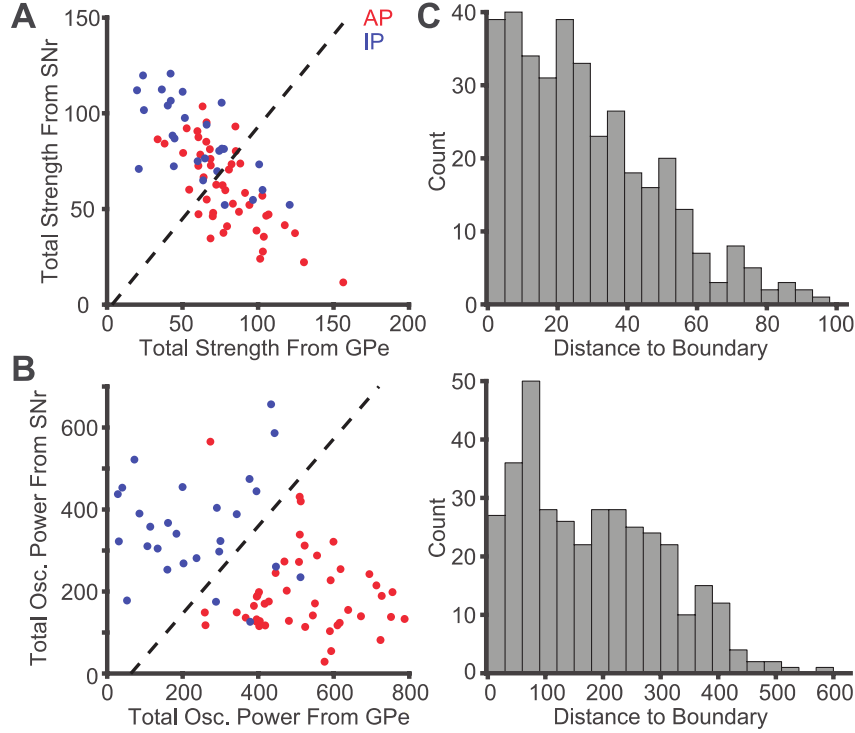 A
AP
IP
Total Strength From SNr
150
100
50
0
0 50 100 150 200
Total Strength From GPe
C
Count
40
30
20
10
0
0 20 40 60 80 100
Distance to Boundary
B
Total Osc. Power From SNr
600
400
200
0
0 200 400 600 800
Total Osc. Power From GPe
Count
50
40
30
20
10
0
0 100 200 300 400 500 600
Distance to Boundary